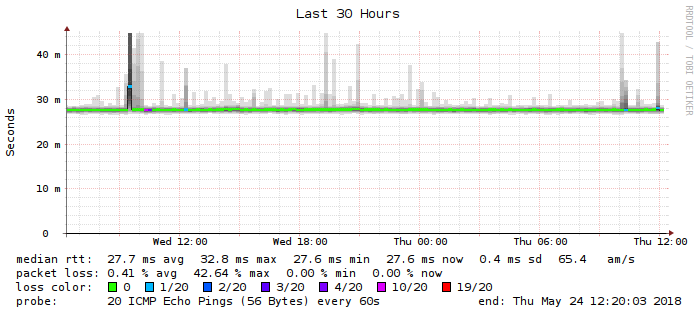 Last 30 Hours
RRDTOOL / TOBI OETIKER
Seconds
40 m
30 m
20 m
10 m
0
Wed 12:00 Wed 18:00 Thu 00:00 Thu 06:00 Thu 12:00
median rtt: 27.7 ms avg 32.8 ms max 27.6 ms min 27.6 ms now 0.4 ms sd 65.4 am/s
packet loss: 0.41 % avg 42.64 % max 0.00 % min 0.00 % now
loss color: 0 1/20 2/20 3/20 4/20 10/20 19/20
probe: 20 ICMP Echo Pings (56 Bytes) every 60s end: Thu May 24 12:20:03 2018